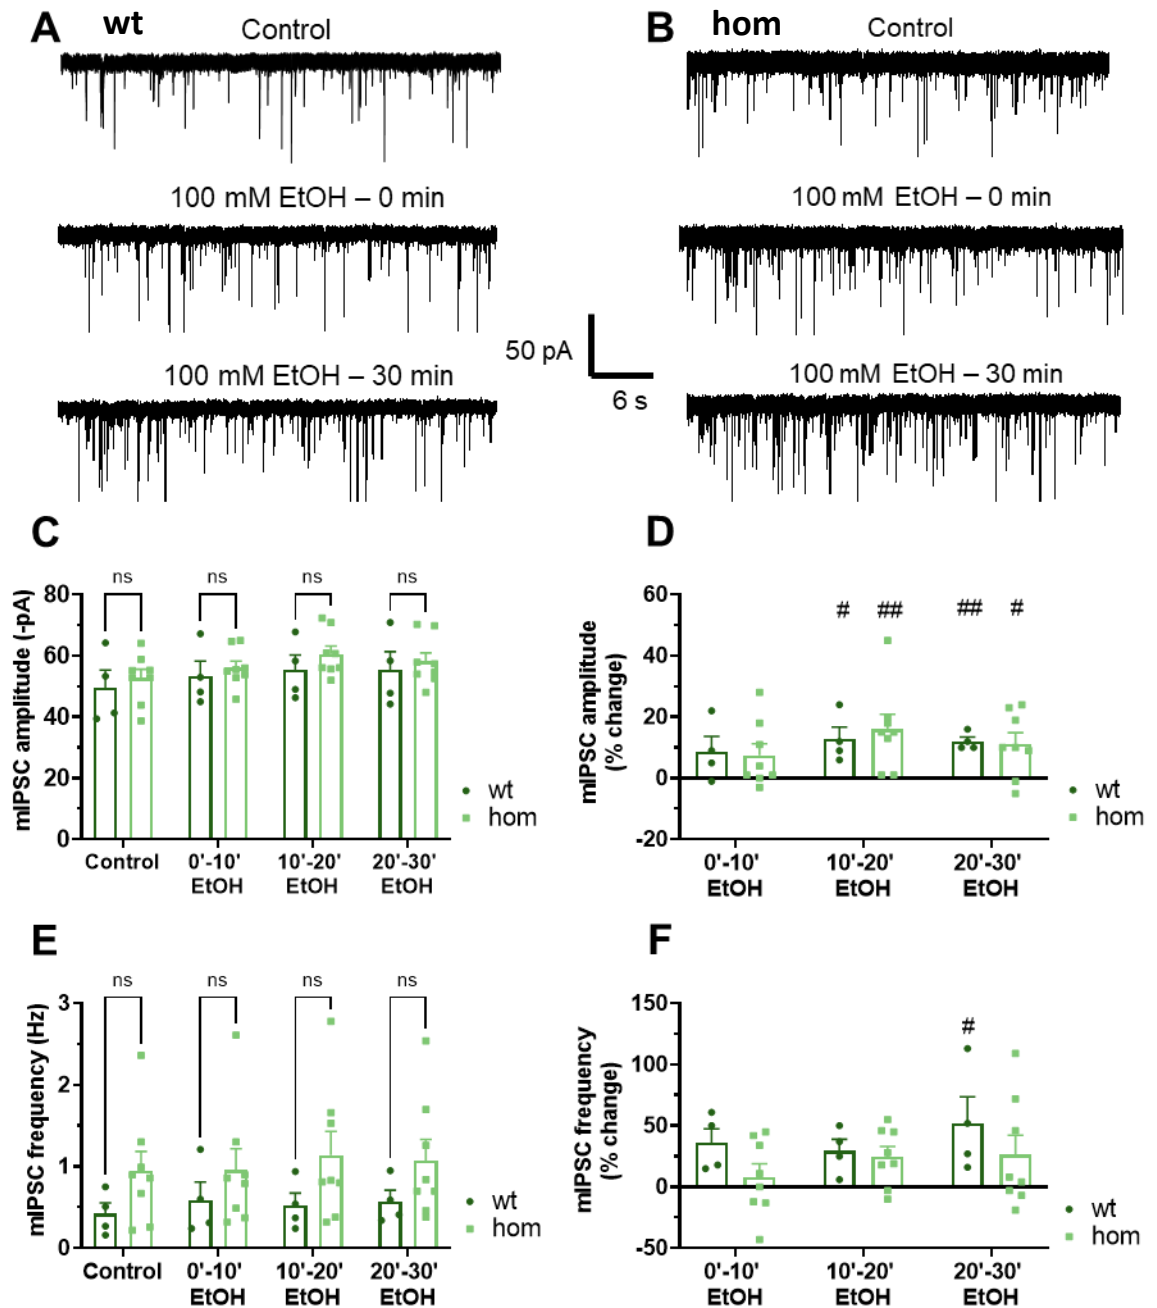 A wt Control
B hom Control
100 mM EtOH – 0 min
100 mM EtOH – 0 min
50 pA
6 s
100 mM EtOH – 30 min
100 mM EtOH – 30 min
C
ns ns ns ns
mIPSC amplitude (-pA)
80
60
40
20
0
Control
0'-10' EtOH
10'-20' EtOH
20'-30' EtOH
wt
hom
D
# ## ## #
mIPSC amplitude
(% change)
60
40
20
0
-20
0'-10' EtOH
10'-20' EtOH
20'-30' EtOH
wt
hom
E
ns ns ns ns
mIPSC frequency (Hz)
3
2
1
0
Control
0'-10' EtOH
10'-20' EtOH
20'-30' EtOH
wt
hom
F
#
mIPSC frequency
(% change)
150
100
50
0
-50
0'-10' EtOH
10'-20' EtOH
20'-30' EtOH
wt
hom